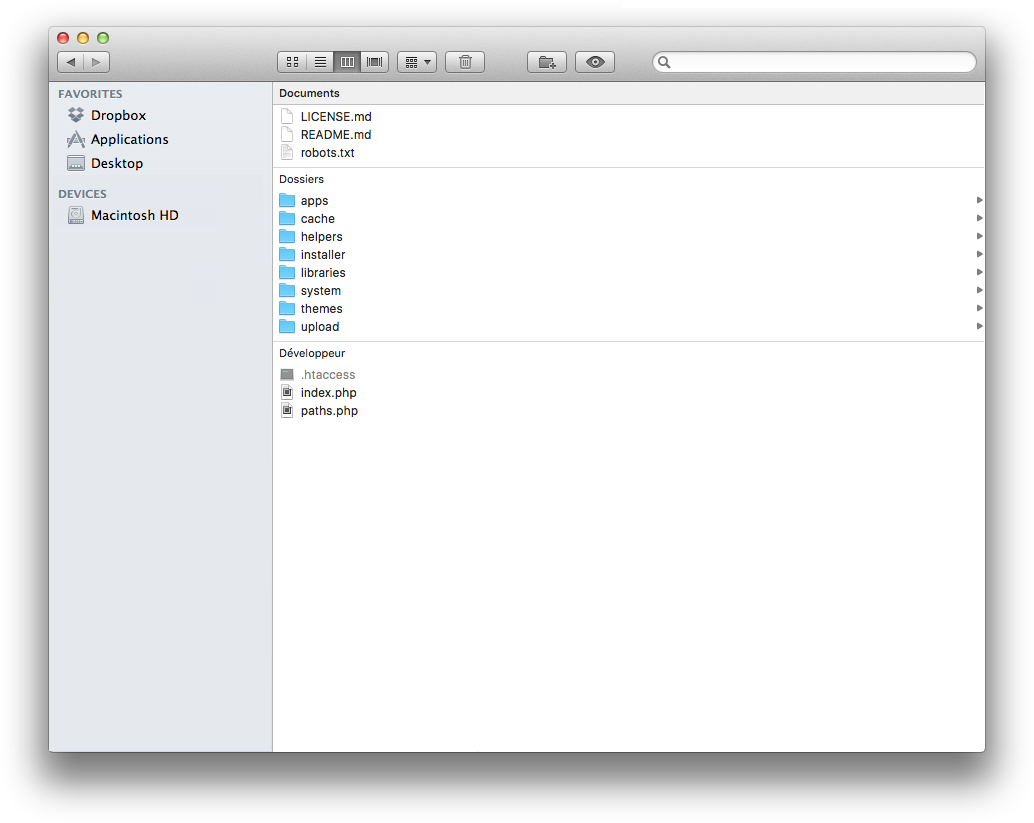 FAVORITES
Dropbox
Applications
Desktop
DEVICES
Macintosh HD
Documents
LICENSE.md
README.md
robots.txt
Dossiers
apps
cache
helpers
installer
libraries
system
themes
upload
Développeur
.htaccess
index.php
paths.php